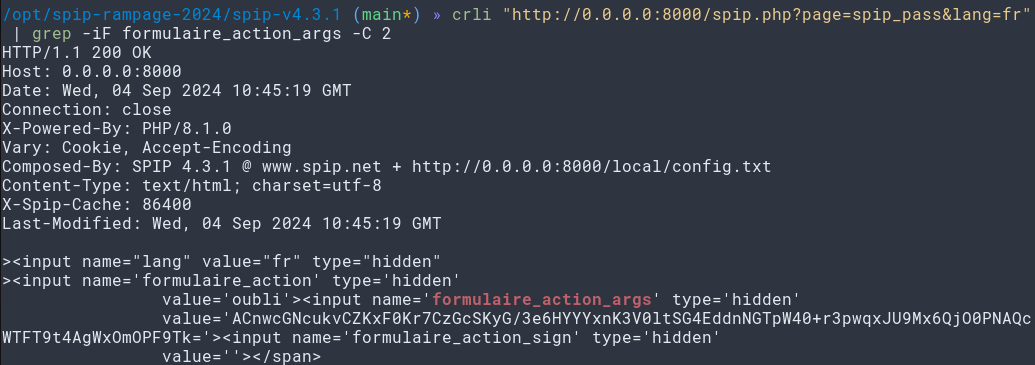 /opt/spip-rampage-2024/spip-v4.3.1 (main*) » crli "http://0.0.0.0:8000/spip.php?page=spip_pass&lang=fr"
 | grep -iF formulaire_action_args -C 2
HTTP/1.1 200 OK
Host: 0.0.0.0:8000
Date: Wed, 04 Sep 2024 10:45:19 GMT
Connection: close
X-Powered-By: PHP/8.1.0
Vary: Cookie, Accept-Encoding
Composed-By: SPIP 4.3.1 @ www.spip.net + http://0.0.0.0:8000/local/config.txt
Content-Type: text/html; charset=utf-8
X-Spip-Cache: 86400
Last-Modified: Wed, 04 Sep 2024 10:45:19 GMT

><input name="lang" value="fr" type="hidden"
><input name='formulaire_action' type='hidden'
                value='oubli'><input name='formulaire_action_args' type='hidden'
                value='ACnwcGNcukvCZKxF0Kr7CzGcSKyG/3e6HYYYxnK3V0ltSG4EddnNGTpW40+r3pwqxJU9Mx6QjO0PNAQc
WTFT9t4AgWxOmOPF9Tk='><input name='formulaire_action_sign' type='hidden'
                value=''></span>